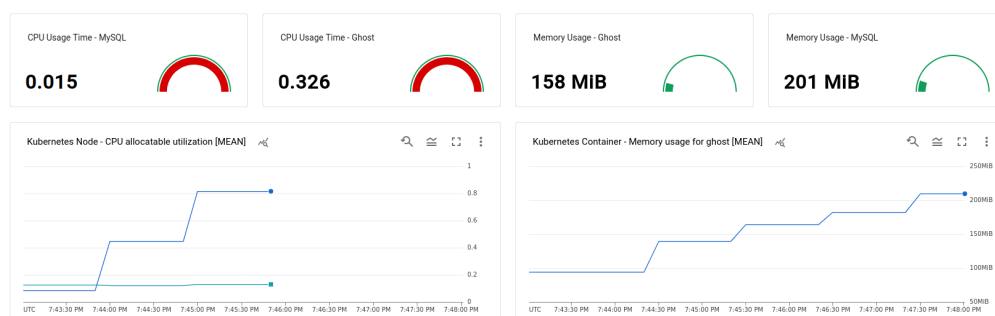 CPU Usage Time - MySQL
0.015
CPU Usage Time - Ghost
0.326
Memory Usage - Ghost
158 MiB
Memory Usage - MySQL
201 MiB
Kubernetes Node - CPU allocatable utilization [MEAN]
1
0.8
0.6
0.4
0.2
0
UTC 7:43:30 PM 7:44:00 PM 7:44:30 PM 7:45:00 PM 7:45:30 PM 7:46:00 PM 7:46:30 PM 7:47:00 PM 7:47:30 PM 7:48:00 PM
Kubernetes Container - Memory usage for ghost [MEAN]
250MiB
200MiB
150MiB
100MiB
50MiB
UTC 7:43:30 PM 7:44:00 PM 7:44:30 PM 7:45:00 PM 7:45:30 PM 7:46:00 PM 7:46:30 PM 7:47:00 PM 7:47:30 PM 7:48:00 PM